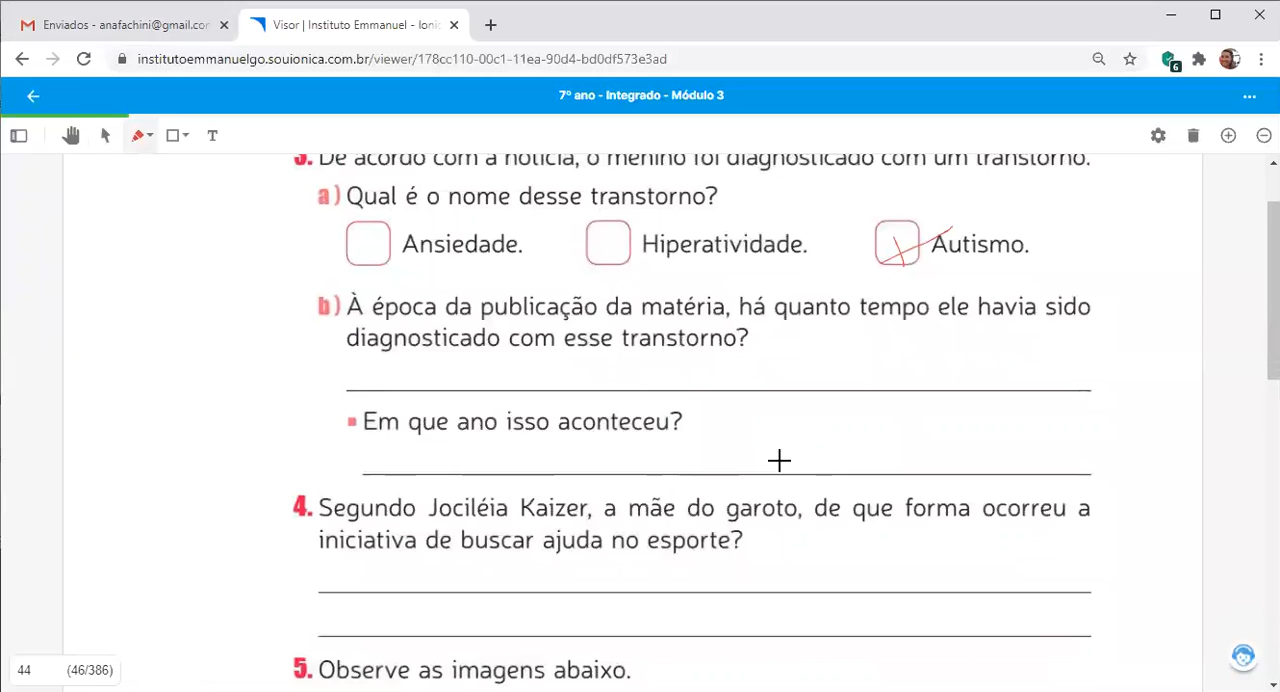 Enviados - anafachini@gmail.cor
Visor | Instituto Emmanuel - Ionic
institutoemmanuelgo.souionica.com.br/viewer/178cc110-00c1-11ea-90d4-bd0df573e3ad
6
7º ano - Integrado - Módulo 3
T
3. De acordo com a notícia, o menino foi diagnosticado com um transtorno.
a) Qual é o nome desse transtorno?
Ansiedade. Hiperatividade. X Autismo.
b) À época da publicação da matéria, há quanto tempo ele havia sido
diagnosticado com esse transtorno?
Em que ano isso aconteceu?
4. Segundo Jociléia Kaizer, a mãe do garoto, de que forma ocorreu a
iniciativa de buscar ajuda no esporte?
5. Observe as imagens abaixo.
44 (46/386)